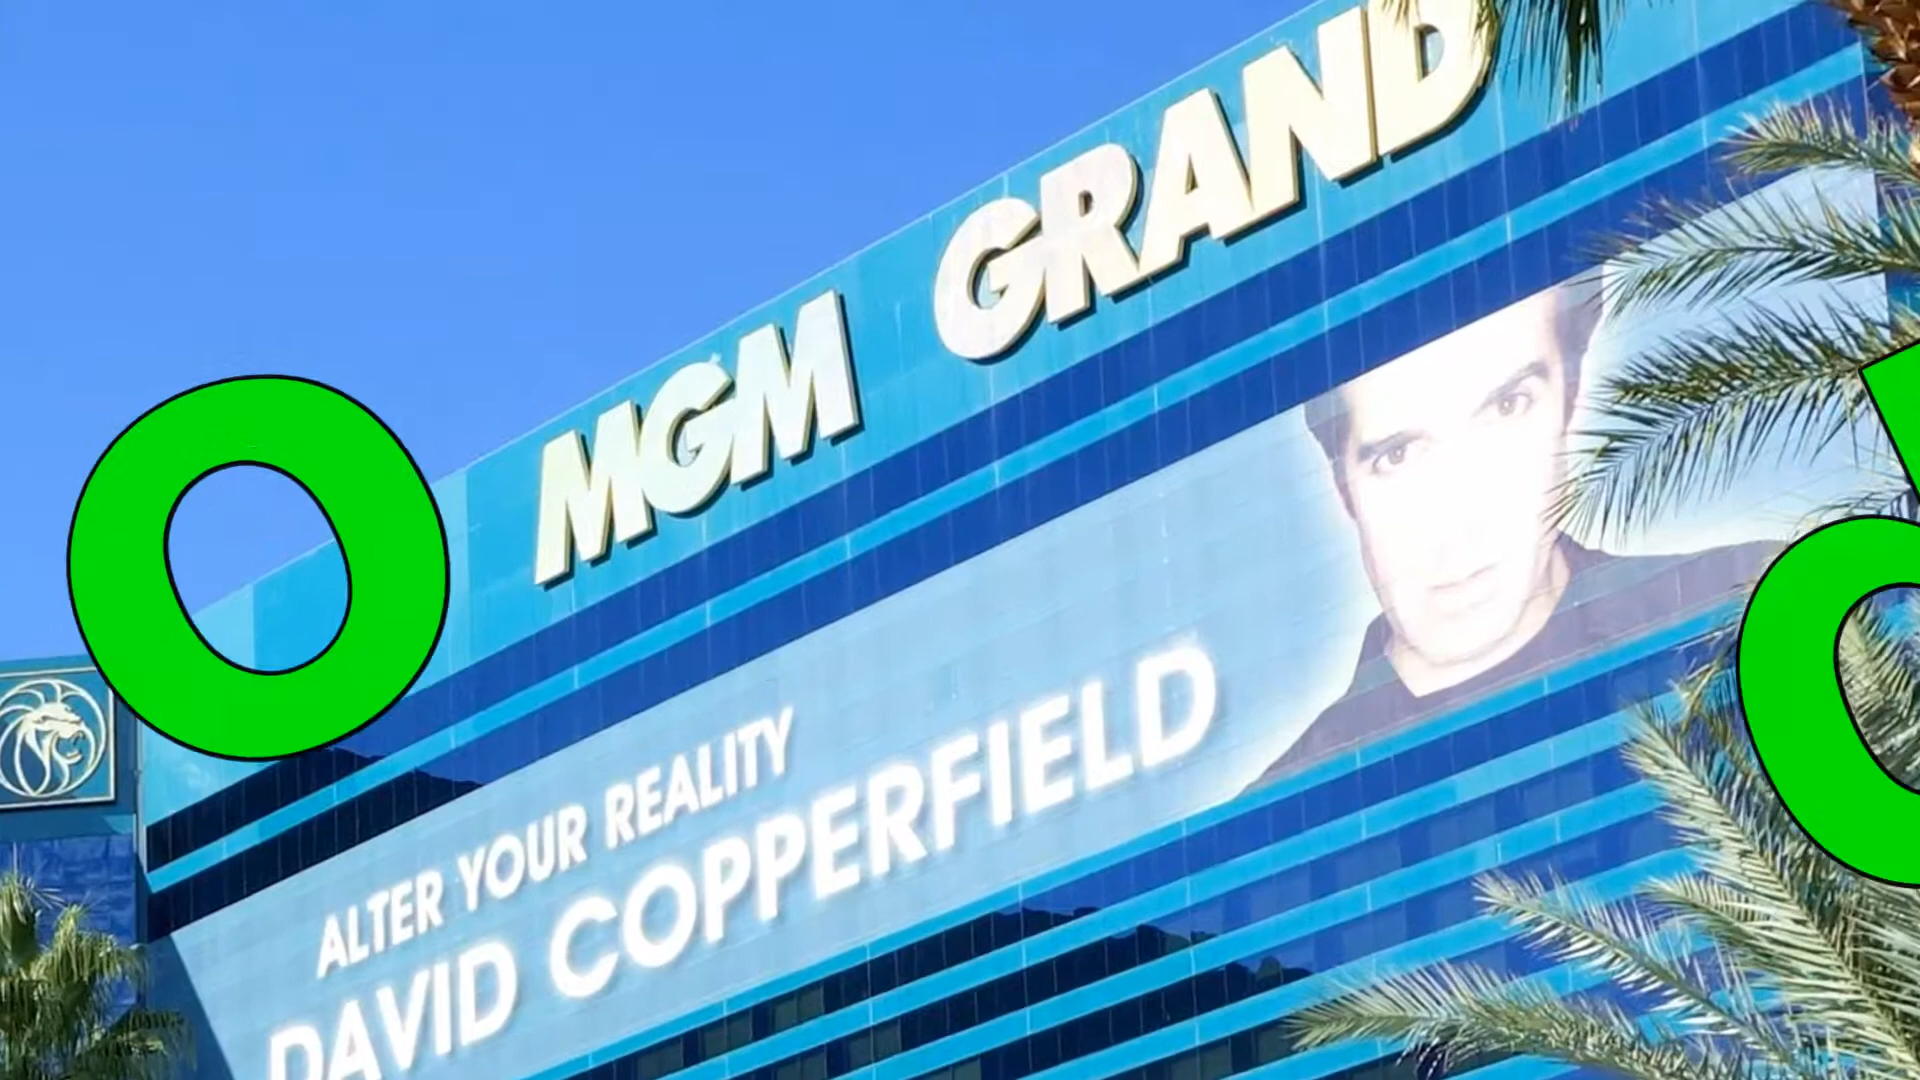 MGM GRAND
O
O
ALTER YOUR REALITY
DAVID COPPERFIELD